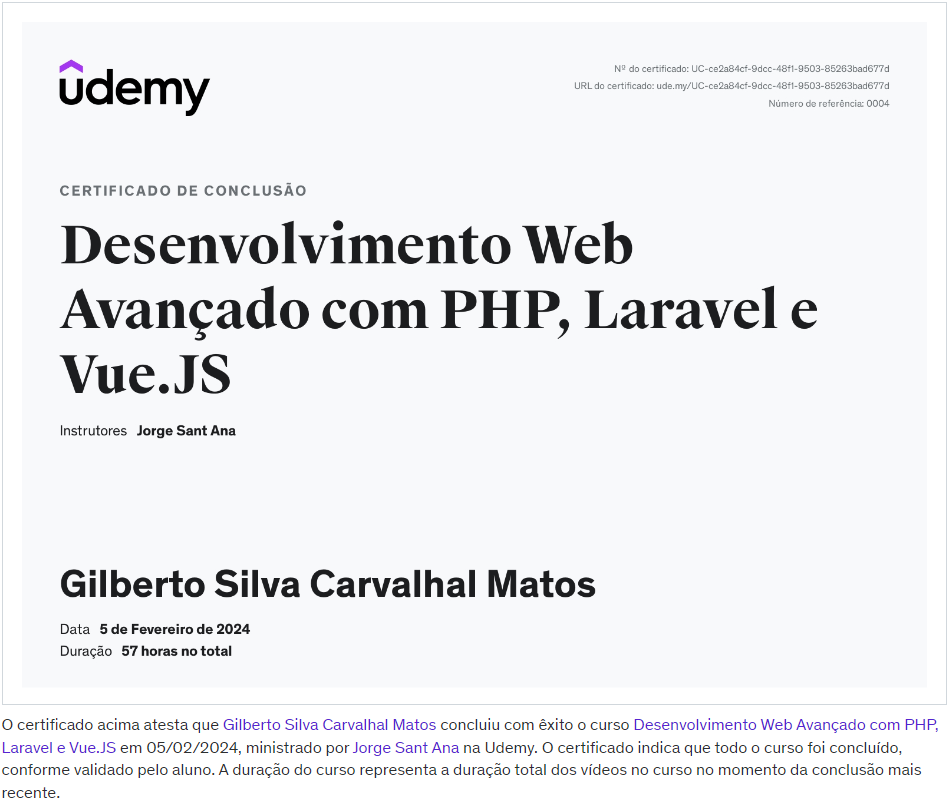 udemy
Nº do certificado: UC-ce2a84cf-9dcc-48f1-9503-85263bad677d
URL do certificado: ude.my/UC-ce2a84cf-9dcc-48f1-9503-85263bad677d
Número de referência: 0004
CERTIFICADO DE CONCLUSÃO
Desenvolvimento Web
Avançado com PHP, Laravel e
Vue.JS
Instrutores Jorge Sant Ana
Gilberto Silva Carvalhal Matos
Data 5 de Fevereiro de 2024
Duração 57 horas no total
O certificado acima atesta que Gilberto Silva Carvalhal Matos concluiu com êxito o curso Desenvolvimento Web Avançado com PHP,
Laravel e Vue.JS em 05/02/2024, ministrado por Jorge Sant Ana na Udemy. O certificado indica que todo o curso foi concluído,
conforme validado pelo aluno. A duração do curso representa a duração total dos vídeos no curso no momento da conclusão mais
recente.